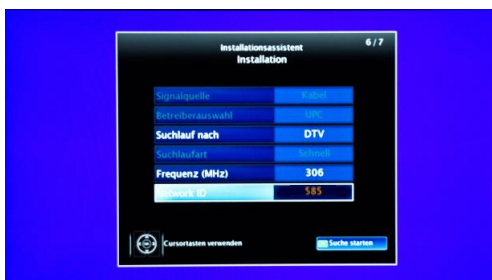 Installationsassistent 6/7
Installation
Signalquelle Kabel
Betreiberauswahl UPC
Suchlauf nach DTV
Suchlaufart Schnell
Frequenz (MHz) 306
Network ID 585
Cursortasten verwenden OK Suche starten